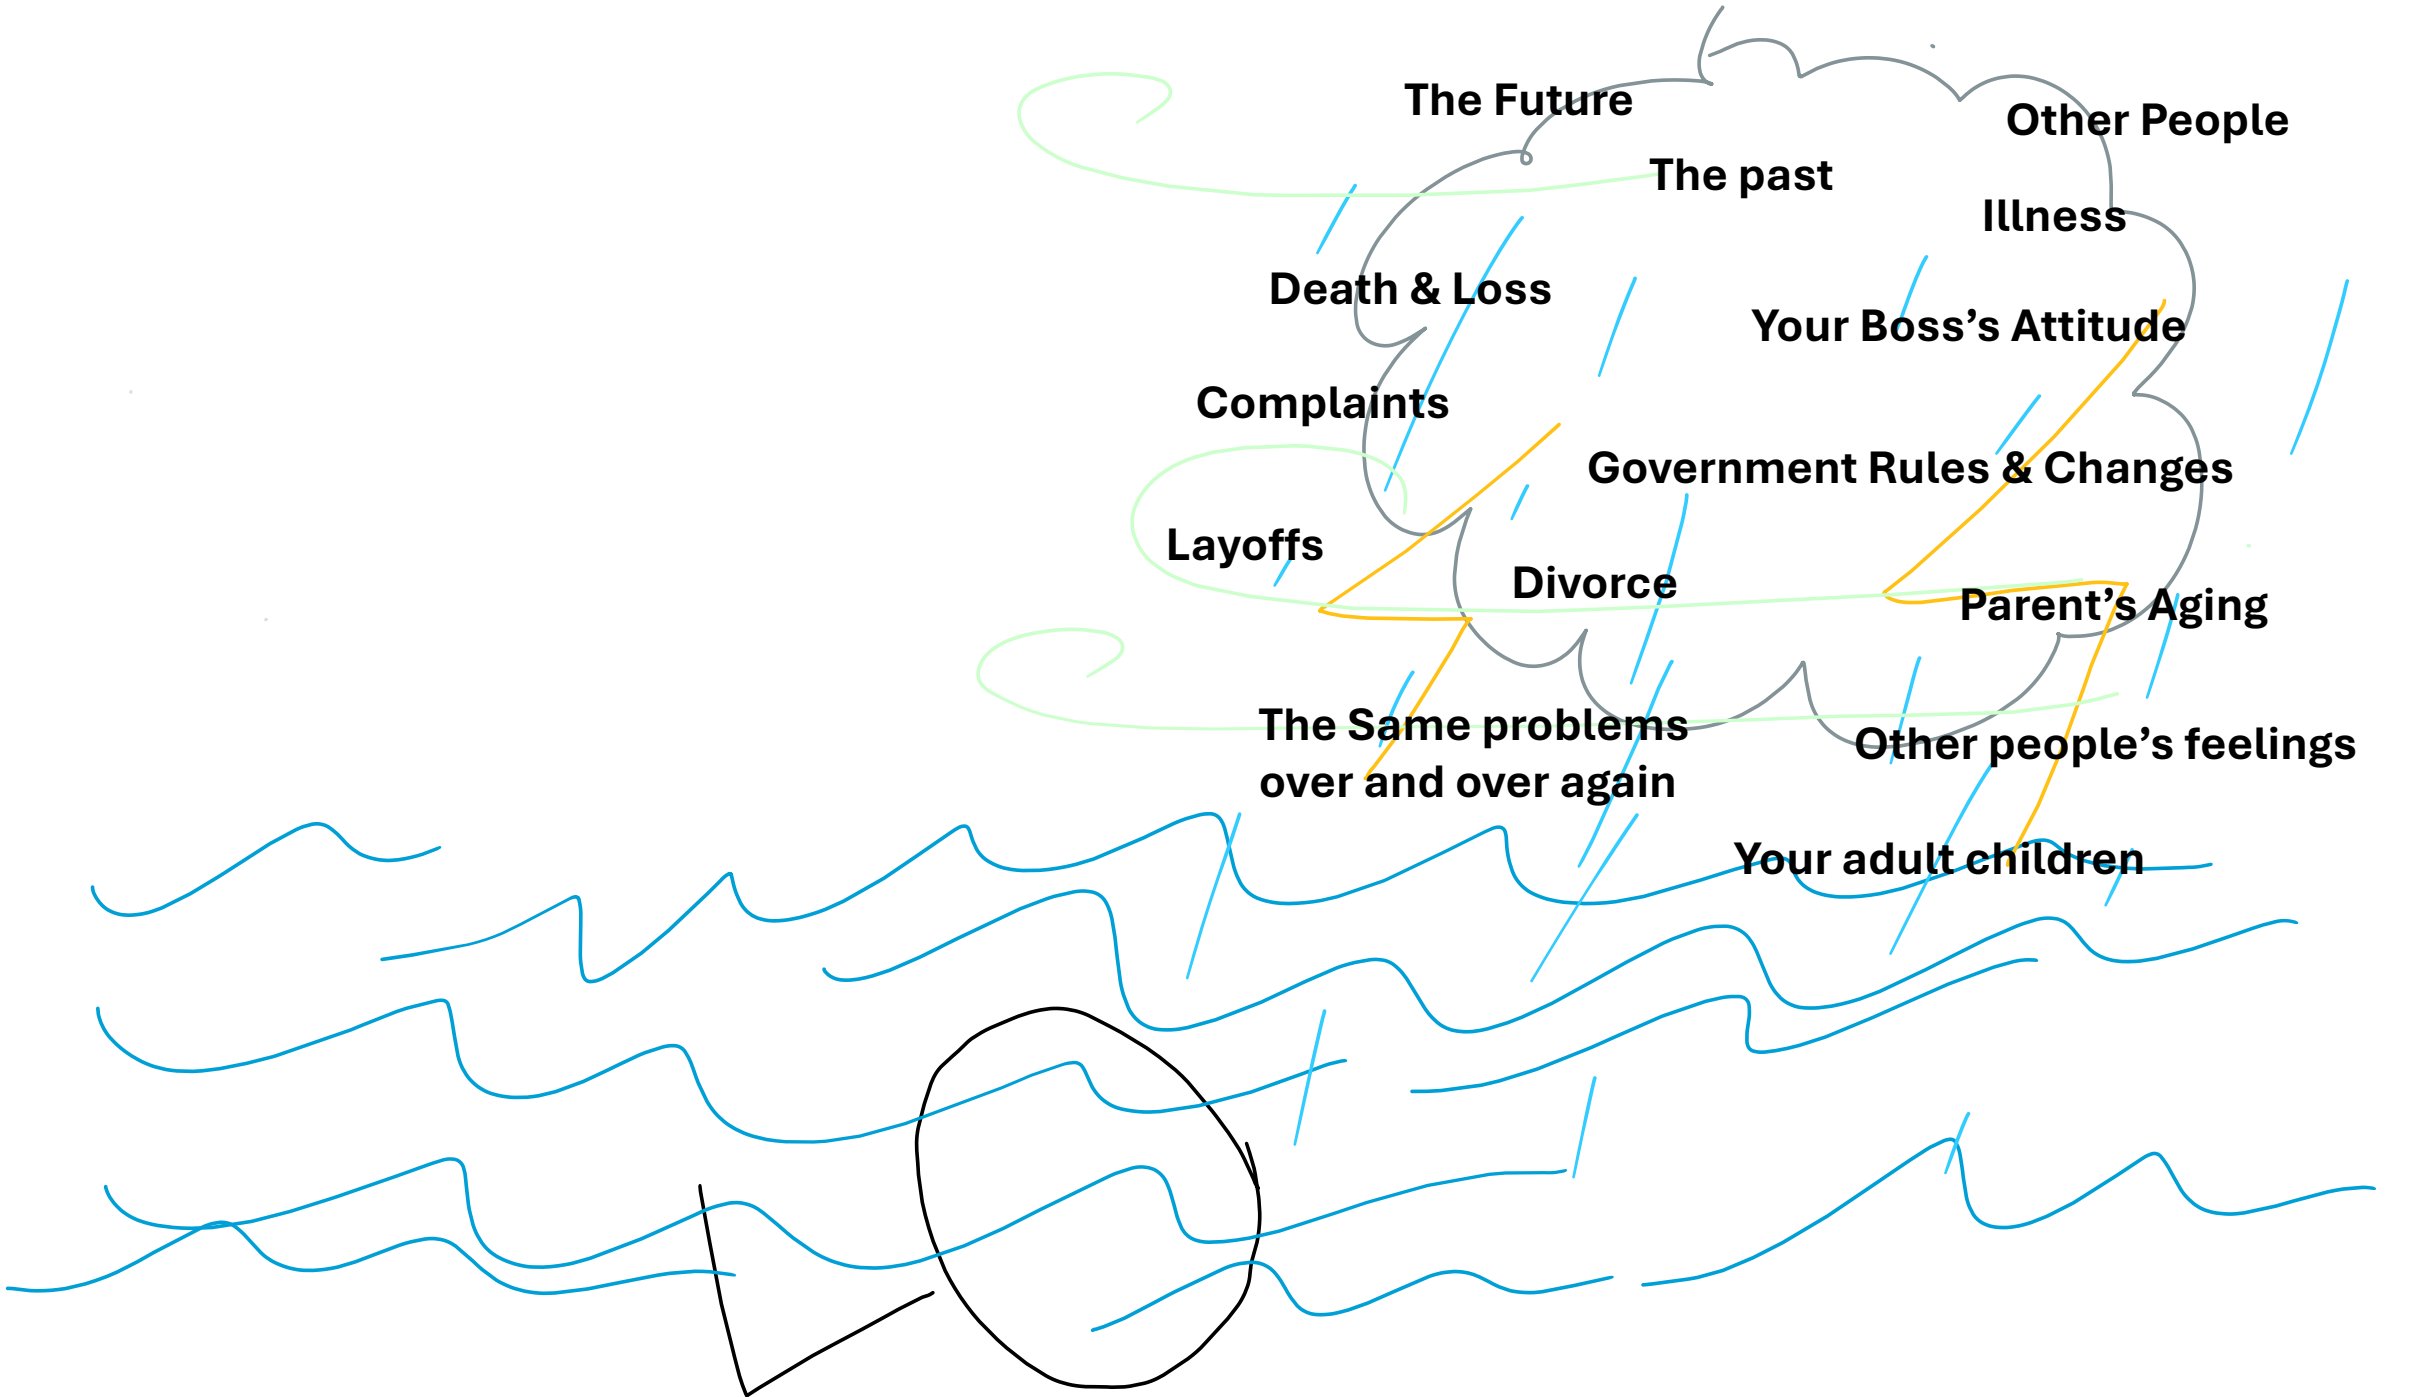 The Future
Other People
The past
Illness
Death & Loss
Your Boss’s Attitude
Complaints
Government Rules & Changes
Layoffs
Divorce
Parent’s Aging
The Same problems
over and over again
Other people’s feelings
Your adult children